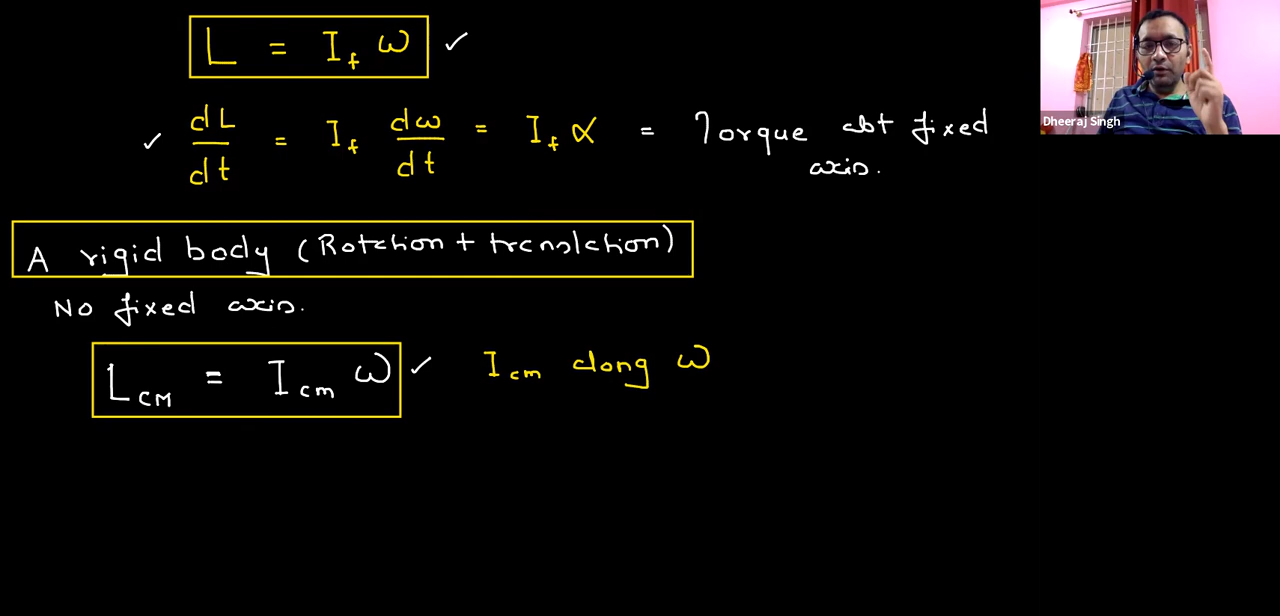 L = I_f ω ✓
✓ dL/dt = I_f dω/dt = I_f α = Torque abt fixed
axis.
A rigid body (Rotation + translation)
No fixed axis.
L_CM = I_cm ω ✓ I_cm along ω
Dheeraj Singh